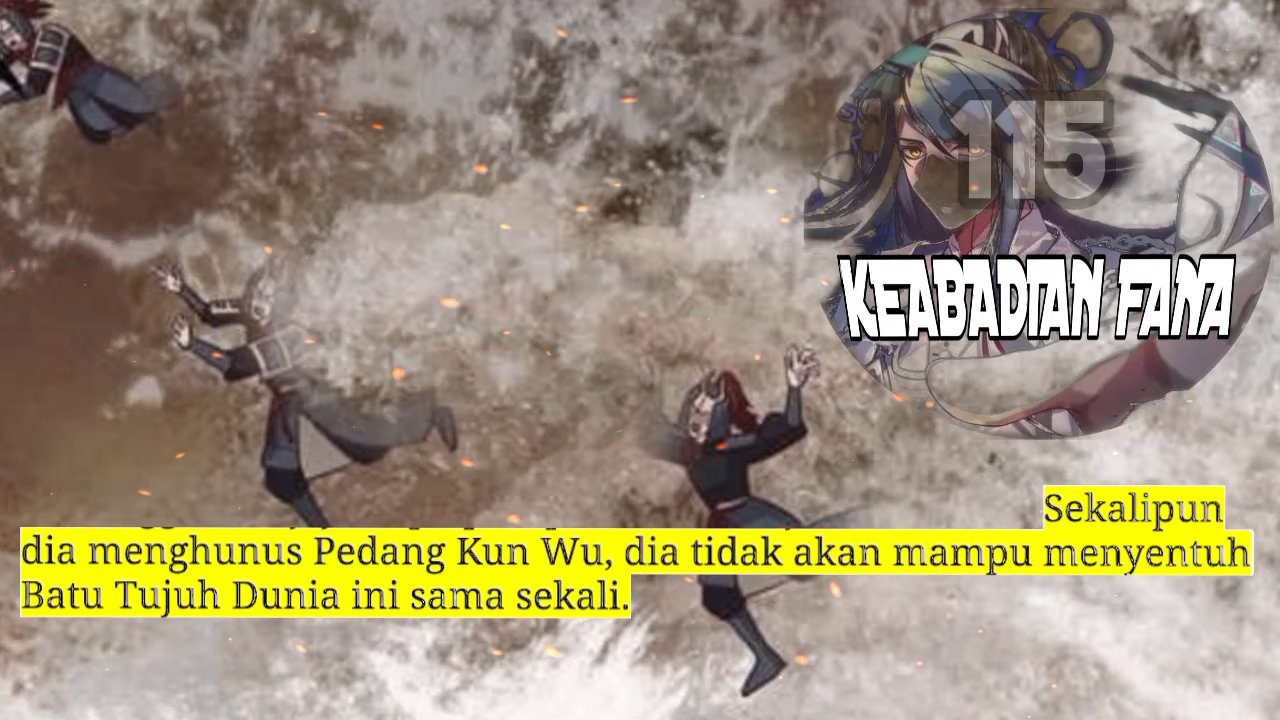 115
KEABADIAN FANA
Sekalipun
dia menghunus Pedang Kun Wu, dia tidak akan mampu menyentuh
Batu Tujuh Dunia ini sama sekali.